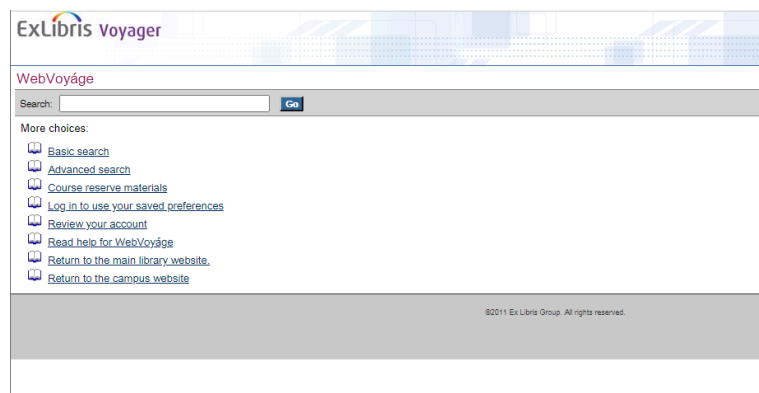 ExLibris Voyager
WebVoyáge
Search: Go
More choices:
Basic search
Advanced search
Course reserve materials
Log in to use your saved preferences
Review your account
Read help for WebVoyáge
Return to the main library website.
Return to the campus website
©2011 Ex Libris Group. All rights reserved.